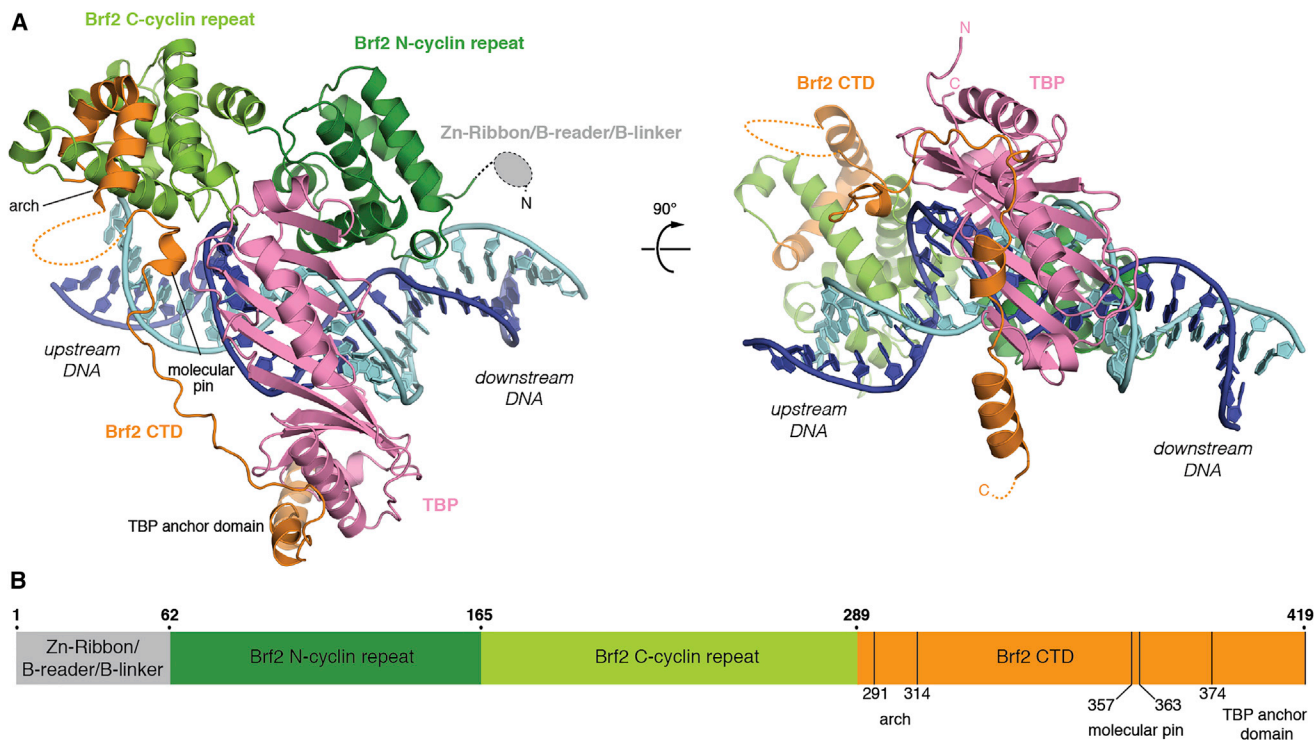 A
Brf2 C-cyclin repeat
Brf2 N-cyclin repeat
Zn-Ribbon/B-reader/B-linker
N
arch
upstream
DNA
molecular
pin
downstream
DNA
Brf2 CTD
TBP
TBP anchor domain
90°
N
C
Brf2 CTD
TBP
upstream
DNA
downstream
DNA
C
B
1 62 165 289 419
Zn-Ribbon/
B-reader/B-linker
Brf2 N-cyclin repeat
Brf2 C-cyclin repeat
Brf2 CTD
291 314 357 363 374
arch
molecular pin
TBP anchor
domain